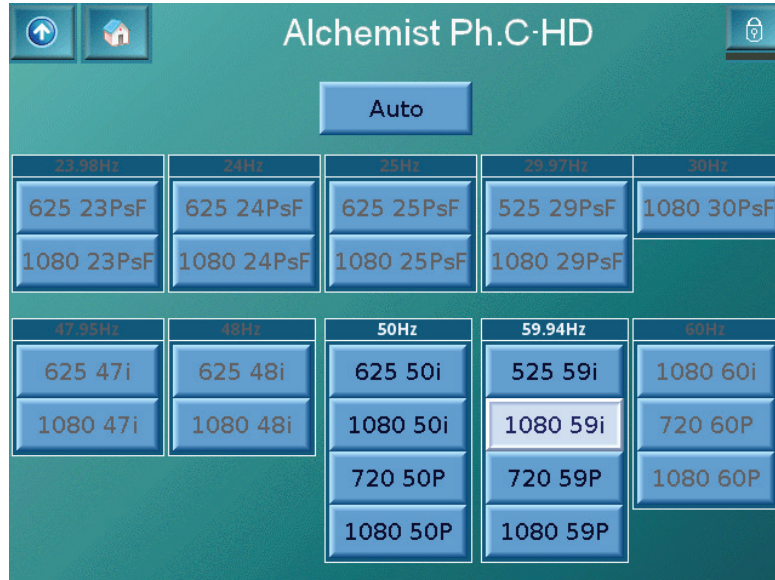 Alchemist Ph.C-HD
Auto
23.98Hz
625 23PsF
1080 23PsF
24Hz
625 24PsF
1080 24PsF
25Hz
625 25PsF
1080 25PsF
29.97Hz
525 29PsF
1080 29PsF
30Hz
1080 30PsF
47.95Hz
625 47i
1080 47i
48Hz
625 48i
1080 48i
50Hz
625 50i
1080 50i
720 50P
1080 50P
59.94Hz
525 59i
1080 59i
720 59P
1080 59P
60Hz
1080 60i
720 60P
1080 60P